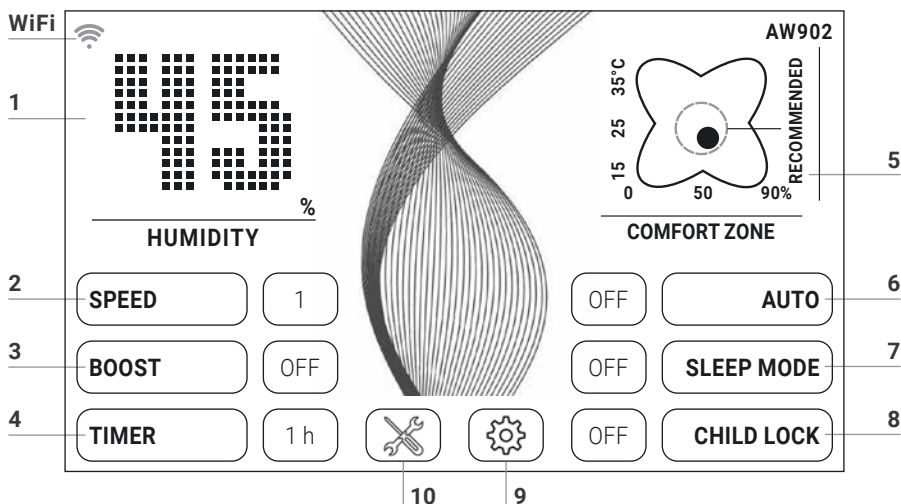 WiFi
AW902
1
45
%
HUMIDITY
35°C
25
15
0 50 90%
RECOMMENDED
5
COMFORT ZONE
2 SPEED 1 OFF AUTO 6
3 BOOST OFF OFF SLEEP MODE 7
4 TIMER 1 h OFF CHILD LOCK 8
10 9